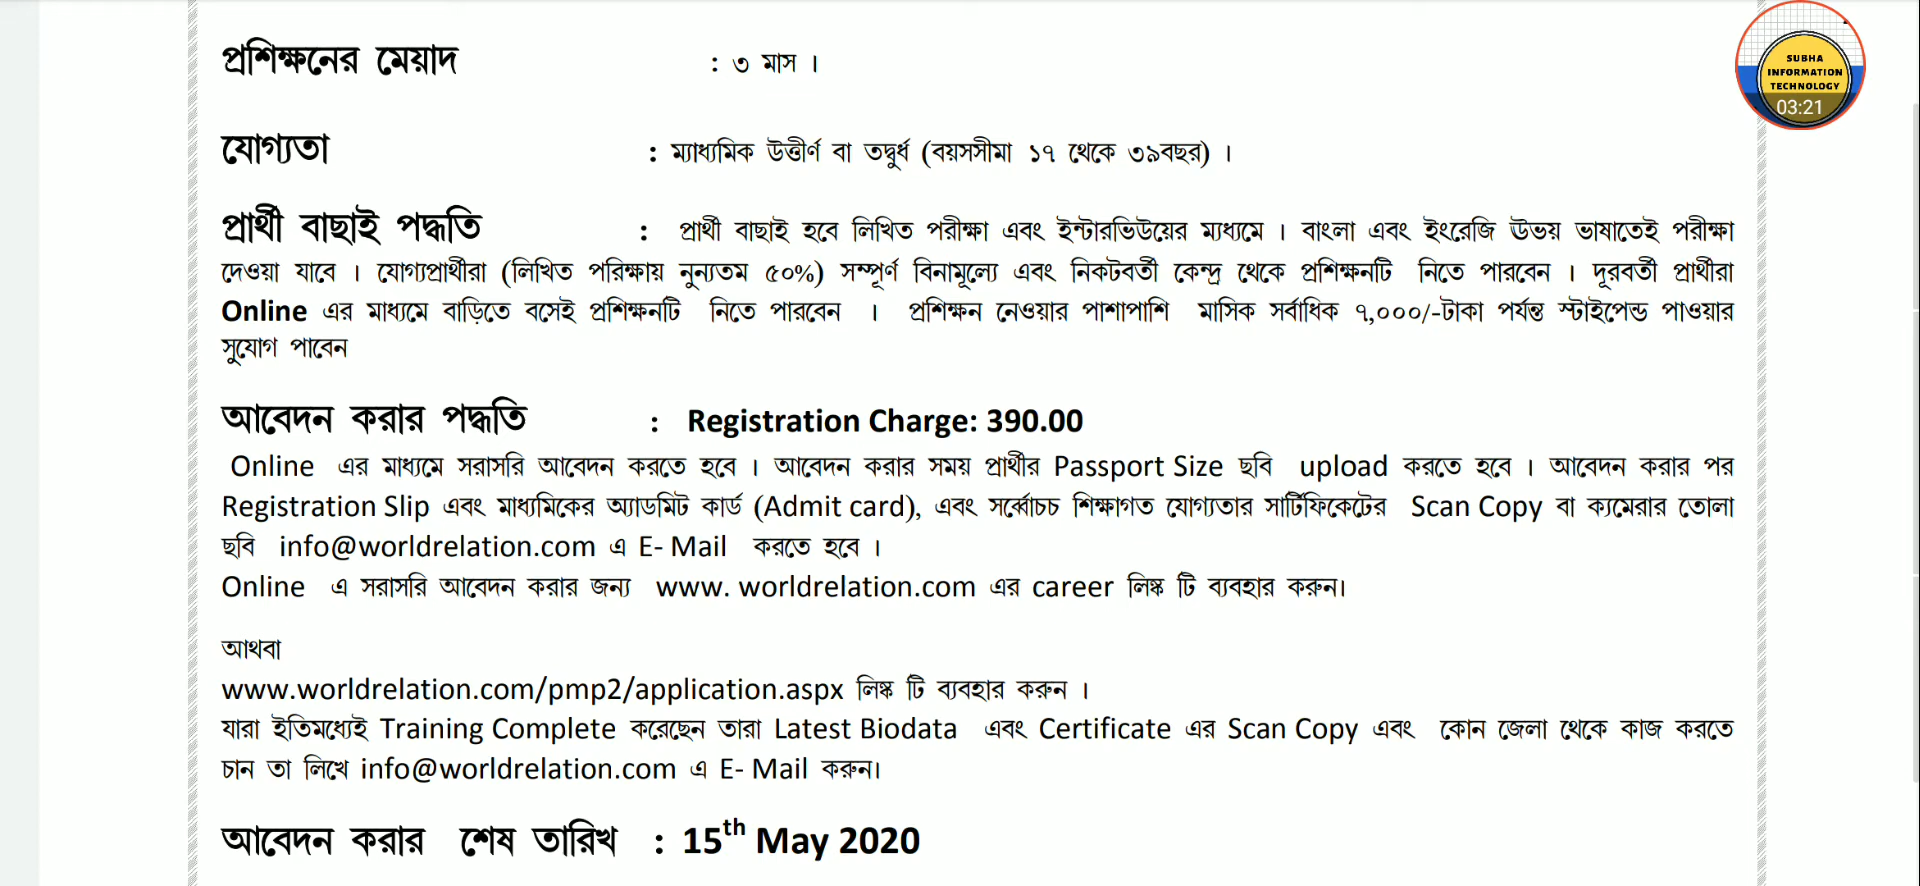 প্রশিক্ষনের মেয়াদ : ৩ মাস ।
SUBHA
INFORMATION
TECHNOLOGY
03:21
যোগ্যতা : ম্যাধ্যমিক উত্তীর্ণ বা তদ্বুর্ধ (বয়সসীমা ১৭ থেকে ৩৯বছর) ।
প্রার্থী বাছাই পদ্ধতি : প্রার্থী বাছাই হবে লিখিত পরীক্ষা এবং ইন্টারভিউয়ের ম্যধ্যমে । বাংলা এবং ইংরেজি ঊভয় ভাষাতেই পরীক্ষা
দেওয়া যাবে । যোগ্যপ্রার্থীরা (লিখিত পরিক্ষায় নুন্যতম ৫০%) সম্পূর্ণ বিনামূল্যে এবং নিকটবর্তী কেন্দ্র থেকে প্রশিক্ষনটি নিতে পারবেন । দূরবর্তী প্রার্থীরা
Online এর মাধ্যমে বাড়িতে বসেই প্রশিক্ষনটি নিতে পারবেন । প্রশিক্ষন নেওয়ার পাশাপাশি মাসিক সর্বাধিক ৭,০০০/-টাকা পর্যন্ত স্টাইপেন্ড পাওয়ার
সুযোগ পাবেন
আবেদন করার পদ্ধতি : Registration Charge: 390.00
Online এর মাধ্যমে সরাসরি আবেদন করতে হবে । আবেদন করার সময় প্রার্থীর Passport Size ছবি upload করতে হবে । আবেদন করার পর
Registration Slip এবং মাধ্যমিকের অ্যাডমিট কার্ড (Admit card), এবং সর্ব্বোচচ শিক্ষাগত যোগ্যতার সার্টিফিকেটের Scan Copy বা ক্যমেরার তোলা
ছবি info@worldrelation.com এ E- Mail করতে হবে ।
Online এ সরাসরি আবেদন করার জন্য www. worldrelation.com এর career লিঙ্ক টি ব্যবহার করুন।
আথবা
www.worldrelation.com/pmp2/application.aspx লিঙ্ক টি ব্যবহার করুন ।
যারা ইতিমধ্যেই Training Complete করেছেন তারা Latest Biodata এবং Certificate এর Scan Copy এবং কোন জেলা থেকে কাজ করতে
চান তা লিখে info@worldrelation.com এ E- Mail করুন।
আবেদন করার শেষ তারিখ : 15th May 2020